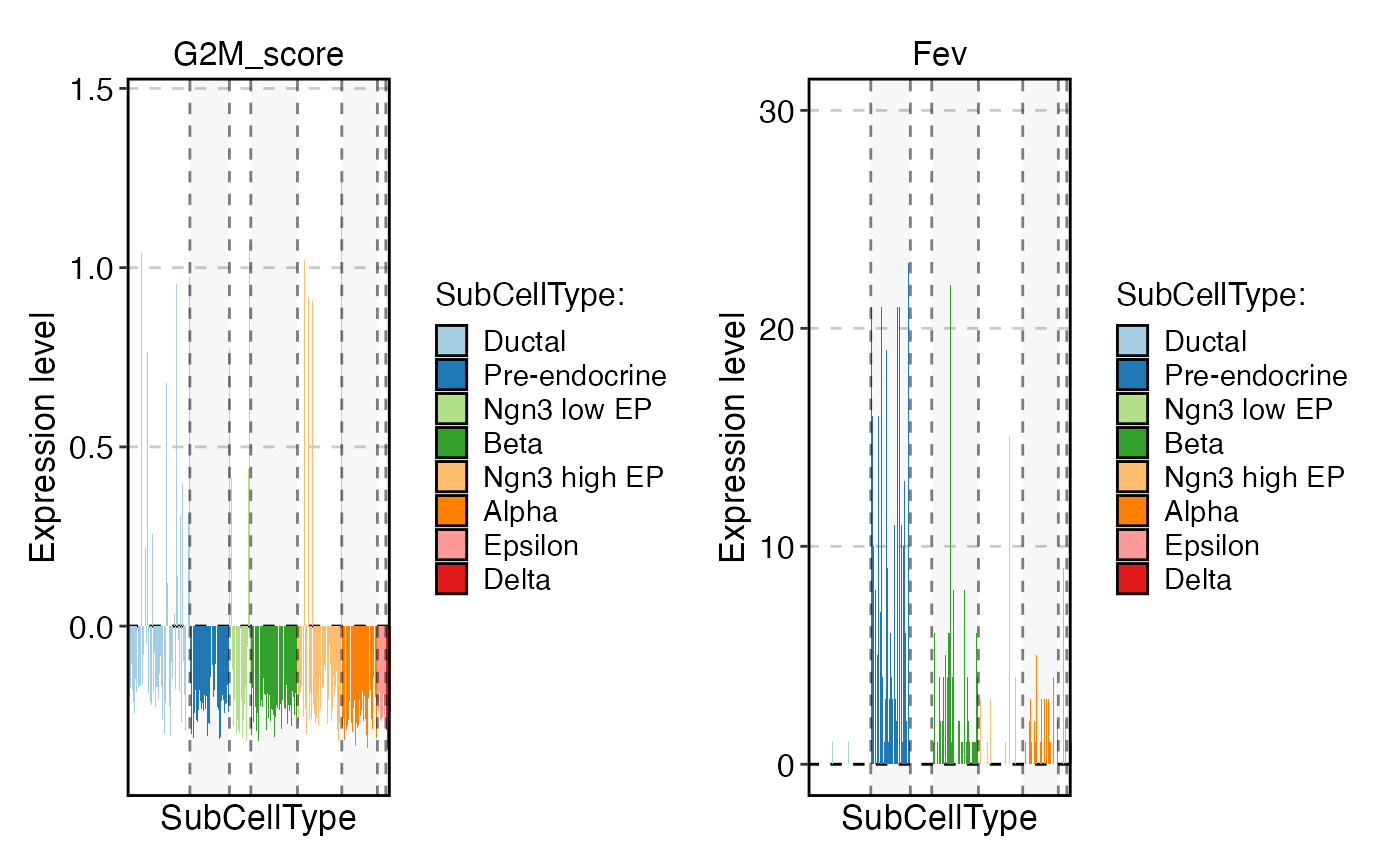 G2M_score
1.5
1.0
0.5
0.0
Expression level
SubCellType
SubCellType:
Ductal
Pre-endocrine
Ngn3 low EP
Beta
Ngn3 high EP
Alpha
Epsilon
Delta
Fev
30
20
10
0
Expression level
SubCellType
SubCellType:
Ductal
Pre-endocrine
Ngn3 low EP
Beta
Ngn3 high EP
Alpha
Epsilon
Delta